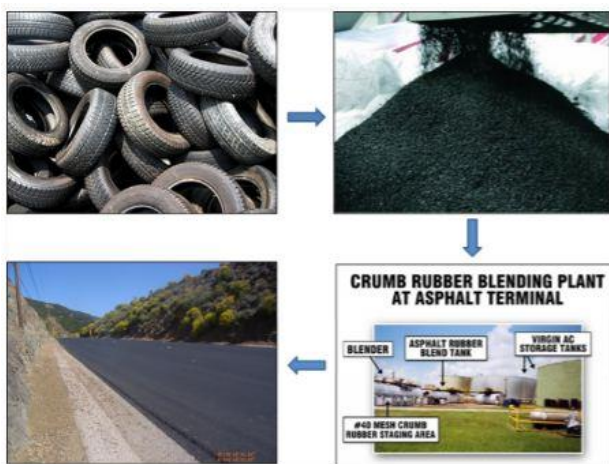 CRUMB RUBBER BLENDING PLANT
AT ASPHALT TERMINAL
BLENDER
ASPHALT RUBBER
BLEND TANK
VIRGIN AC
STORAGE TANKS
#40 MESH CRUMB
RUBBER STAGING AREA